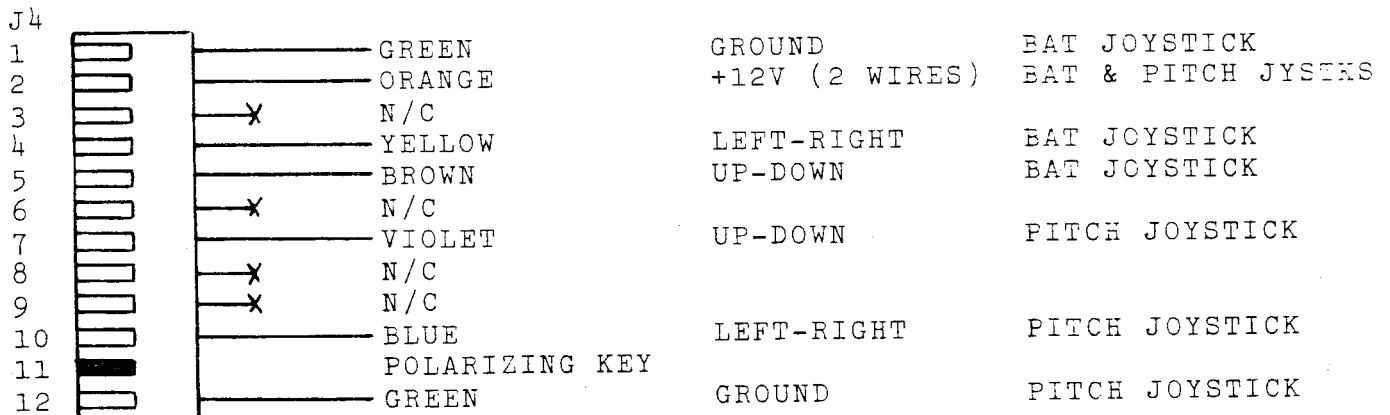 J4
1 GREEN GROUND BAT JOYSTICK
2 ORANGE +12V (2 WIRES) BAT & PITCH JYSTKS
3 N/C
4 YELLOW LEFT-RIGHT BAT JOYSTICK
5 BROWN UP-DOWN BAT JOYSTICK
6 N/C
7 VIOLET UP-DOWN PITCH JOYSTICK
8 N/C
9 N/C
10 BLUE LEFT-RIGHT PITCH JOYSTICK
11 POLARIZING KEY
12 GREEN GROUND PITCH JOYSTICK